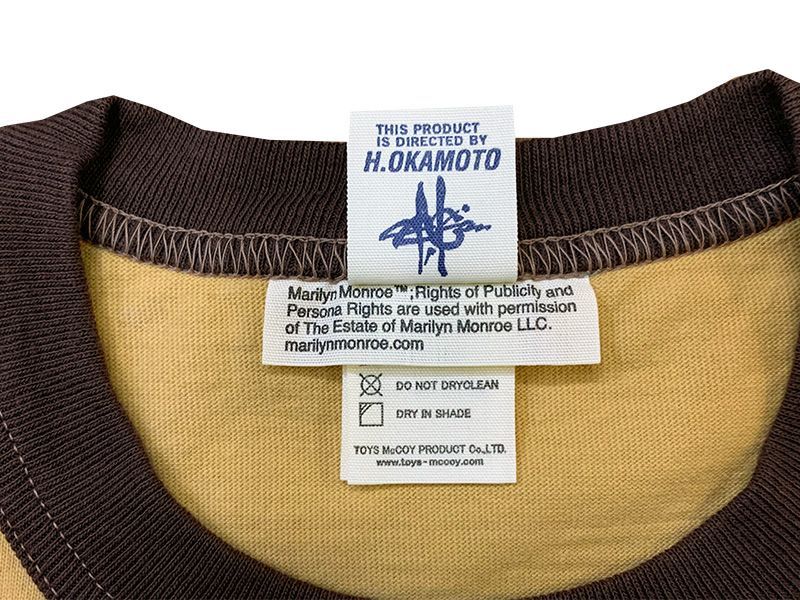 THIS PRODUCT
IS DIRECTED BY
H.OKAMOTO
Marilyn Monroe™;Rights of Publicity and
Persona Rights are used with permission
of The Estate of Marilyn Monroe LLC.
marilynmonroe.com
DO NOT DRYCLEAN
DRY IN SHADE
TOYS McCOY PRODUCT Co.,LTD.
www.toys-mccoy.com